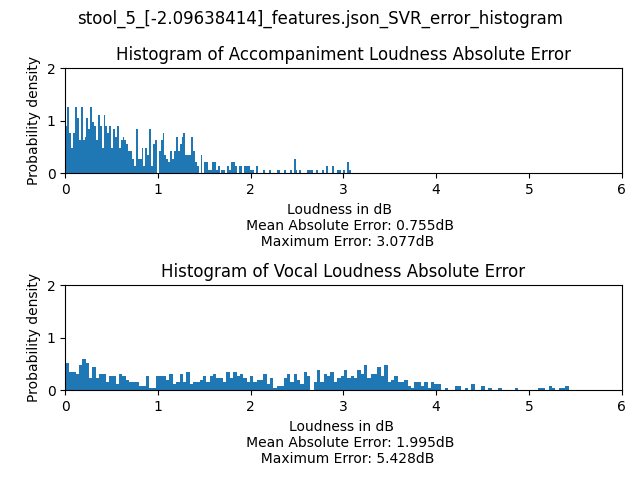 stool_5_[-2.09638414]_features.json_SVR_error_histogram
Histogram of Accompaniment Loudness Absolute Error
Probability density
2
1
0
0 1 2 3 4 5 6
Loudness in dB
Mean Absolute Error: 0.755dB
Maximum Error: 3.077dB
Histogram of Vocal Loudness Absolute Error
Probability density
2
1
0
0 1 2 3 4 5 6
Loudness in dB
Mean Absolute Error: 1.995dB
Maximum Error: 5.428dB